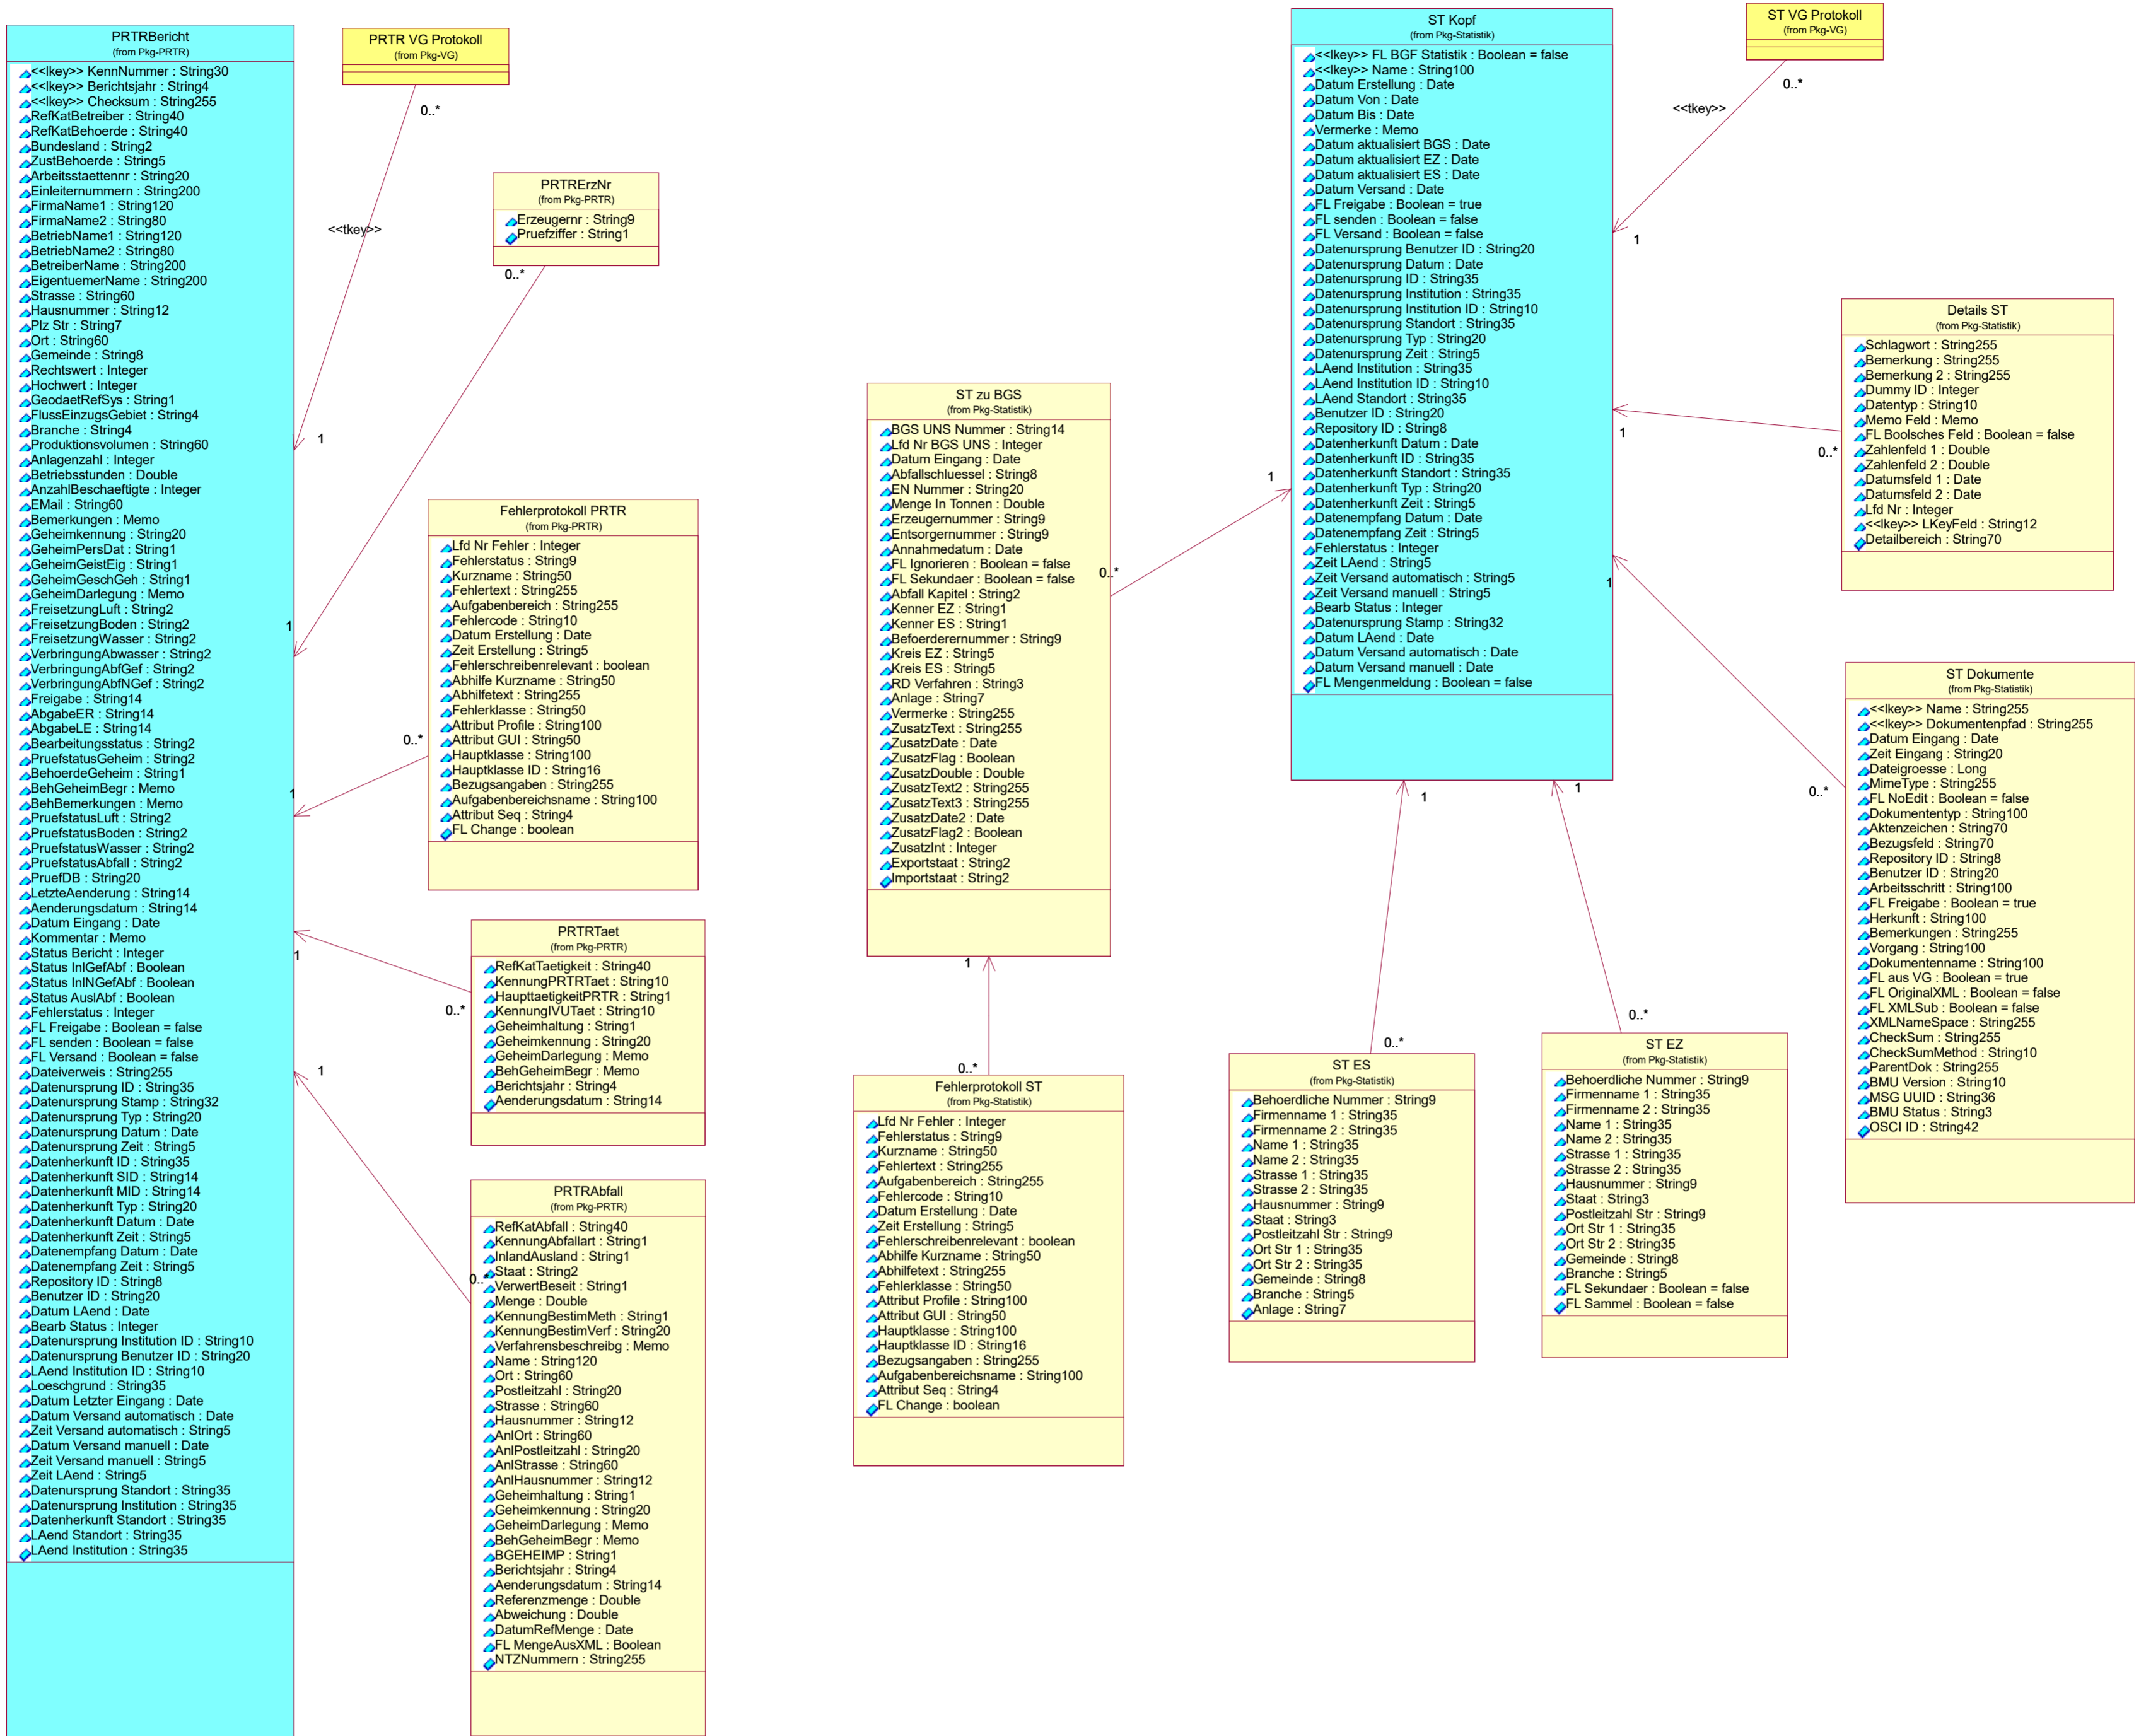 PRTRBericht
(from Pkg-PRTR)
<<lkey>> KennNummer : String30
<<lkey>> Berichtsjahr : String4
<<lkey>> Checksum : String255
RefKatBetreiber : String40
RefKatBehoerde : String40
Bundesland : String2
ZustBehoerde : String5
Arbeitsstaettennr : String20
Einleiternummern : String200
FirmaName1 : String120
FirmaName2 : String80
BetriebName1 : String120
BetriebName2 : String80
BetreiberName : String200
EigentuemerName : String200
Strasse : String60
Hausnummer : String12
Plz Str : String7
Ort : String60
Gemeinde : String8
Rechtswert : Integer
Hochwert : Integer
GeodaetRefSys : String1
FlussEinzugsGebiet : String4
Branche : String4
Produktionsvolumen : String60
Anlagenzahl : Integer
Betriebsstunden : Double
AnzahlBeschaeftigte : Integer
EMail : String60
Bemerkungen : Memo
Geheimkennung : String20
GeheimPersDat : String1
GeheimGeistEig : String1
GeheimGeschGeh : String1
GeheimDarlegung : Memo
FreisetzungLuft : String2
FreisetzungBoden : String2
FreisetzungWasser : String2
VerbringungAbwasser : String2
VerbringungAbfGef : String2
VerbringungAbfNGef : String2
Freigabe : String14
AbgabeER : String14
AbgabeLE : String14
Bearbeitungsstatus : String2
PruefstatusGeheim : String2
BehoerdeGeheim : String1
BehGeheimBegr : Memo
BehBemerkungen : Memo
PruefstatusLuft : String2
PruefstatusBoden : String2
PruefstatusWasser : String2
PruefstatusAbfall : String2
PruefDB : String20
LetzteAenderung : String14
Aenderungsdatum : String14
Datum Eingang : Date
Kommentar : Memo
Status Bericht : Integer
Status InlGefAbf : Boolean
Status InlNGefAbf : Boolean
Status AuslAbf : Boolean
Fehlerstatus : Integer
FL Freigabe : Boolean = false
FL senden : Boolean = false
FL Versand : Boolean = false
Dateiverweis : String255
Datenursprung ID : String35
Datenursprung Stamp : String32
Datenursprung Typ : String20
Datenursprung Datum : Date
Datenursprung Zeit : String5
Datenherkunft ID : String35
Datenherkunft SID : String14
Datenherkunft MID : String14
Datenherkunft Typ : String20
Datenherkunft Datum : Date
Datenherkunft Zeit : String5
Datenempfang Datum : Date
Datenempfang Zeit : String5
Repository ID : String8
Benutzer ID : String20
Datum LAend : Date
Bearb Status : Integer
Datenursprung Institution ID : String10
Datenursprung Benutzer ID : String20
LAend Institution ID : String10
Loeschgrund : String35
Datum Letzter Eingang : Date
Datum Versand automatisch : Date
Zeit Versand automatisch : String5
Datum Versand manuell : Date
Zeit Versand manuell : String5
Zeit LAend : String5
Datenursprung Standort : String35
Datenursprung Institution : String35
Datenherkunft Standort : String35
LAend Standort : String35
LAend Institution : String35
PRTR VG Protokoll
(from Pkg-VG)
0..*
<<tkey>>
1
PRTRErzNr
(from Pkg-PRTR)
Erzeugernr : String9
Pruefziffer : String1
0..*
1
Fehlerprotokoll PRTR
(from Pkg-PRTR)
Lfd Nr Fehler : Integer
Fehlerstatus : String9
Kurzname : String50
Fehlertext : String255
Aufgabenbereich : String255
Fehlercode : String10
Datum Erstellung : Date
Zeit Erstellung : String5
Fehlerschreibenrelevant : boolean
Abhilfe Kurzname : String50
Abhilfetext : String255
Fehlerklasse : String50
Attribut Profile : String100
Attribut GUI : String50
Hauptklasse : String100
Hauptklasse ID : String16
Bezugsangaben : String255
Aufgabenbereichsname : String100
Attribut Seq : String4
FL Change : boolean
0..*
1
PRTRTaet
(from Pkg-PRTR)
RefKatTaetigkeit : String40
KennungPRTRTaet : String10
HaupttaetigkeitPRTR : String1
KennungIVUTaet : String10
Geheimhaltung : String1
Geheimkennung : String20
GeheimDarlegung : Memo
BehGeheimBegr : Memo
Berichtsjahr : String4
Aenderungsdatum : String14
0..*
1
PRTRAbfall
(from Pkg-PRTR)
RefKatAbfall : String40
KennungAbfallart : String1
InlandAusland : String1
Staat : String2
VerwertBeseit : String1
Menge : Double
KennungBestimMeth : String1
KennungBestimVerf : String20
Verfahrensbeschreibg : Memo
Name : String120
Ort : String60
Postleitzahl : String20
Strasse : String60
Hausnummer : String12
AnlOrt : String60
AnlPostleitzahl : String20
AnlStrasse : String60
AnlHausnummer : String12
Geheimhaltung : String1
Geheimkennung : String20
GeheimDarlegung : Memo
BehGeheimBegr : Memo
BGEHEIMP : String1
Berichtsjahr : String4
Aenderungsdatum : String14
Referenzmenge : Double
Abweichung : Double
DatumRefMenge : Date
FL MengeAusXML : Boolean
NTZNummern : String255
0..*
1
ST zu BGS
(from Pkg-Statistik)
BGS UNS Nummer : String14
Lfd Nr BGS UNS : Integer
Datum Eingang : Date
Abfallschluessel : String8
EN Nummer : String20
Menge In Tonnen : Double
Erzeugernummer : String9
Entsorgernummer : String9
Annahmedatum : Date
FL Ignorieren : Boolean = false
FL Sekundaer : Boolean = false
Abfall Kapitel : String2
Kenner EZ : String1
Kenner ES : String1
Befoerderernummer : String9
Kreis EZ : String5
Kreis ES : String5
RD Verfahren : String3
Anlage : String7
Vermerke : String255
ZusatzText : String255
ZusatzDate : Date
ZusatzFlag : Boolean
ZusatzDouble : Double
ZusatzText2 : String255
ZusatzText3 : String255
ZusatzDate2 : Date
ZusatzFlag2 : Boolean
ZusatzInt : Integer
Exportstaat : String2
Importstaat : String2
0..*
1
1
0..*
Fehlerprotokoll ST
(from Pkg-Statistik)
Lfd Nr Fehler : Integer
Fehlerstatus : String9
Kurzname : String50
Fehlertext : String255
Aufgabenbereich : String255
Fehlercode : String10
Datum Erstellung : Date
Zeit Erstellung : String5
Fehlerschreibenrelevant : boolean
Abhilfe Kurzname : String50
Abhilfetext : String255
Fehlerklasse : String50
Attribut Profile : String100
Attribut GUI : String50
Hauptklasse : String100
Hauptklasse ID : String16
Bezugsangaben : String255
Aufgabenbereichsname : String100
Attribut Seq : String4
FL Change : boolean
ST Kopf
(from Pkg-Statistik)
<<lkey>> FL BGF Statistik : Boolean = false
<<lkey>> Name : String100
Datum Erstellung : Date
Datum Von : Date
Datum Bis : Date
Vermerke : Memo
Datum aktualisiert BGS : Date
Datum aktualisiert EZ : Date
Datum aktualisiert ES : Date
Datum Versand : Date
FL Freigabe : Boolean = true
FL senden : Boolean = false
FL Versand : Boolean = false
Datenursprung Benutzer ID : String20
Datenursprung Datum : Date
Datenursprung ID : String35
Datenursprung Institution : String35
Datenursprung Institution ID : String10
Datenursprung Standort : String35
Datenursprung Typ : String20
Datenursprung Zeit : String5
LAend Institution : String35
LAend Institution ID : String10
LAend Standort : String35
Benutzer ID : String20
Repository ID : String8
Datenherkunft Datum : Date
Datenherkunft ID : String35
Datenherkunft Standort : String35
Datenherkunft Typ : String20
Datenherkunft Zeit : String5
Datenempfang Datum : Date
Datenempfang Zeit : String5
Fehlerstatus : Integer
Zeit LAend : String5
Zeit Versand automatisch : String5
Zeit Versand manuell : String5
Bearb Status : Integer
Datenursprung Stamp : String32
Datum LAend : Date
Datum Versand automatisch : Date
Datum Versand manuell : Date
FL Mengenmeldung : Boolean = false
ST VG Protokoll
(from Pkg-VG)
0..*
<<tkey>>
1
Details ST
(from Pkg-Statistik)
Schlagwort : String255
Bemerkung : String255
Bemerkung 2 : String255
Dummy ID : Integer
Datentyp : String10
Memo Feld : Memo
FL Boolsches Feld : Boolean = false
Zahlenfeld 1 : Double
Zahlenfeld 2 : Double
Datumsfeld 1 : Date
Datumsfeld 2 : Date
Lfd Nr : Integer
<<lkey>> LKeyFeld : String12
Detailbereich : String70
1
0..*
ST Dokumente
(from Pkg-Statistik)
<<lkey>> Name : String255
<<lkey>> Dokumentenpfad : String255
Datum Eingang : Date
Zeit Eingang : String20
Dateigroesse : Long
MimeType : String255
FL NoEdit : Boolean = false
Dokumententyp : String100
Aktenzeichen : String70
Bezugsfeld : String70
Repository ID : String8
Benutzer ID : String20
Arbeitsschritt : String100
FL Freigabe : Boolean = true
Herkunft : String100
Bemerkungen : String255
Vorgang : String100
Dokumentenname : String100
FL aus VG : Boolean = true
FL OriginalXML : Boolean = false
FL XMLSub : Boolean = false
XMLNameSpace : String255
CheckSum : String255
CheckSumMethod : String10
ParentDok : String255
BMU Version : String10
MSG UUID : String36
BMU Status : String3
OSCI ID : String42
1
0..*
1
0..*
ST ES
(from Pkg-Statistik)
Behoerdliche Nummer : String9
Firmenname 1 : String35
Firmenname 2 : String35
Name 1 : String35
Name 2 : String35
Strasse 1 : String35
Strasse 2 : String35
Hausnummer : String9
Staat : String3
Postleitzahl Str : String9
Ort Str 1 : String35
Ort Str 2 : String35
Gemeinde : String8
Branche : String5
Anlage : String7
1
0..*
ST EZ
(from Pkg-Statistik)
Behoerdliche Nummer : String9
Firmenname 1 : String35
Firmenname 2 : String35
Name 1 : String35
Name 2 : String35
Strasse 1 : String35
Strasse 2 : String35
Hausnummer : String9
Staat : String3
Postleitzahl Str : String9
Ort Str 1 : String35
Ort Str 2 : String35
Gemeinde : String8
Branche : String5
FL Sekundaer : Boolean = false
FL Sammel : Boolean = false